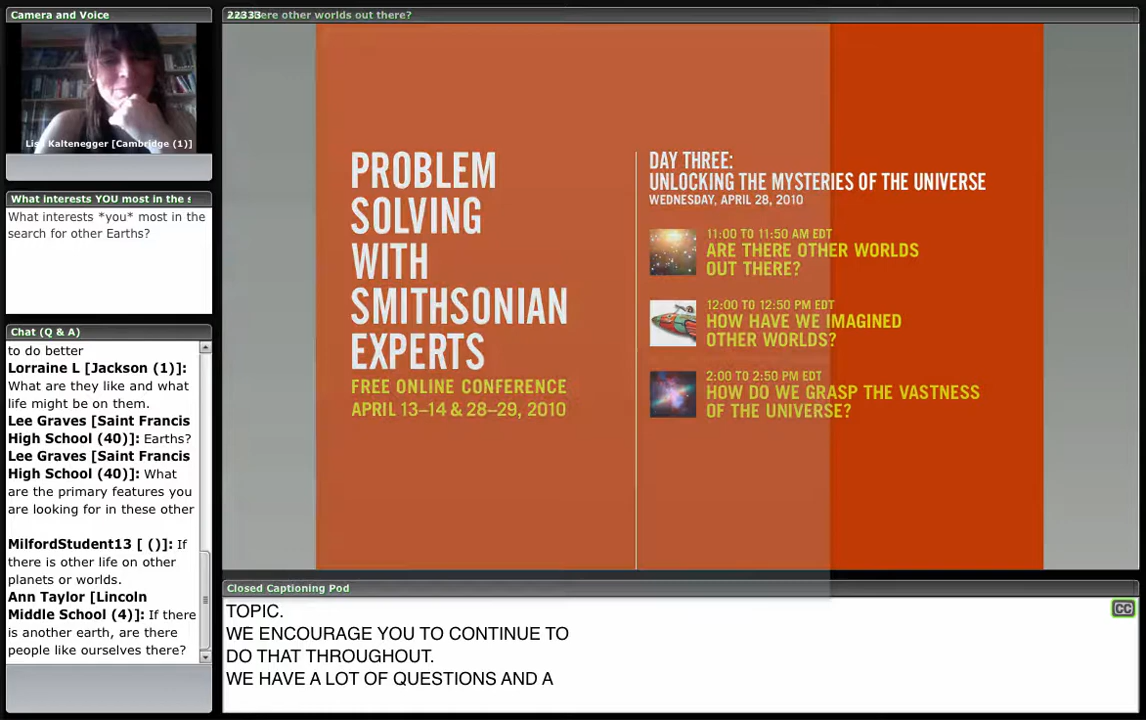 Camera and Voice
Lisa Kaltenegger [Cambridge (1)]
What interests YOU most in the s
What interests *you* most in the
search for other Earths?
Chat (Q & A)
to do better
Lorraine L [Jackson (1)]:
What are they like and what
life might be on them.
Lee Graves [Saint Francis
High School (40)]: Earths?
Lee Graves [Saint Francis
High School (40)]: What
are the primary features you
are looking for in these other
MilfordStudent13 [ ()]: If
there is other life on other
planets or worlds.
Ann Taylor [Lincoln
Middle School (4)]: If there
is another earth, are there
people like ourselves there?
22333
there other worlds out there?
PROBLEM
SOLVING
WITH
SMITHSONIAN
EXPERTS
FREE ONLINE CONFERENCE
APRIL 13–14 & 28–29, 2010
DAY THREE:
UNLOCKING THE MYSTERIES OF THE UNIVERSE
WEDNESDAY, APRIL 28, 2010
11:00 TO 11:50 AM EDT
ARE THERE OTHER WORLDS
OUT THERE?
12:00 TO 12:50 PM EDT
HOW HAVE WE IMAGINED
OTHER WORLDS?
2:00 TO 2:50 PM EDT
HOW DO WE GRASP THE VASTNESS
OF THE UNIVERSE?
Closed Captioning Pod
CC
TOPIC.
WE ENCOURAGE YOU TO CONTINUE TO
DO THAT THROUGHOUT.
WE HAVE A LOT OF QUESTIONS AND A